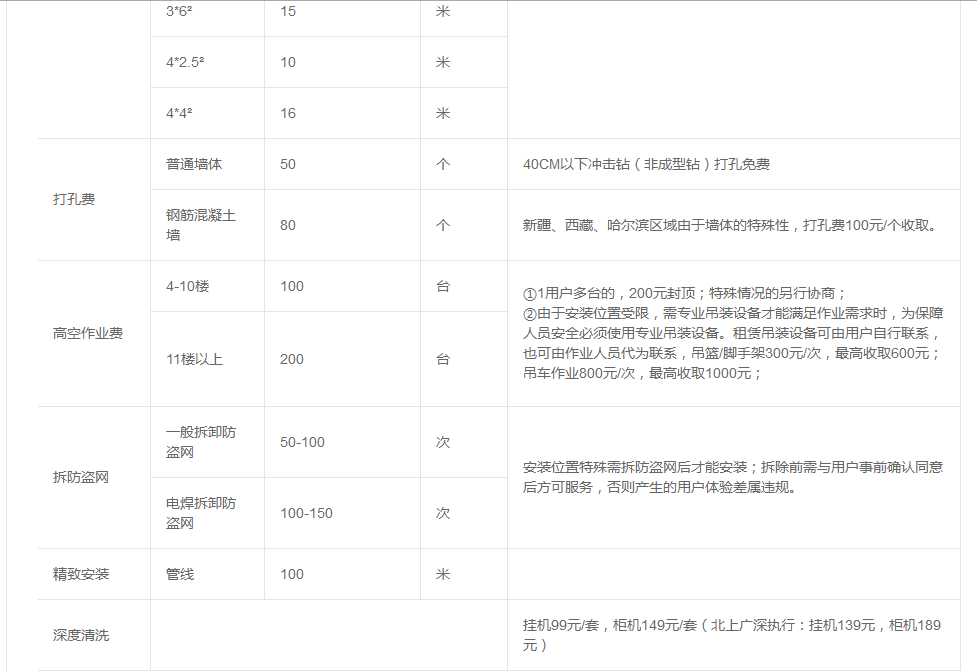 3*6² 15 米
4*2.5² 10 米
4*4² 16 米
打孔费
普通墙体 50 个 40CM以下冲击钻（非成型钻）打孔免费
钢筋混凝土
墙
80 个 新疆、西藏、哈尔滨区域由于墙体的特殊性，打孔费100元/个收取。
高空作业费
4-10楼 100 台
11楼以上 200 台
①1用户多台的，200元封顶；特殊情况的另行协商；
②由于安装位置受限，需专业吊装设备才能满足作业需求时，为保障
人员安全必须使用专业吊装设备。租赁吊装设备可由用户自行联系，
也可由作业人员代为联系，吊篮/脚手架300元/次，最高收取600元；
吊车作业800元/次，最高收取1000元；
拆防盗网
一般拆卸防
盗网
50-100 次
电焊拆卸防
盗网
100-150 次
安装位置特殊需拆防盗网后才能安装；拆除前需与用户事前确认同意
后方可服务，否则产生的用户体验差属违规。
精致安装 管线 100 米
深度清洗
挂机99元/套，柜机149元/套（北上广深执行：挂机139元，柜机189
元）